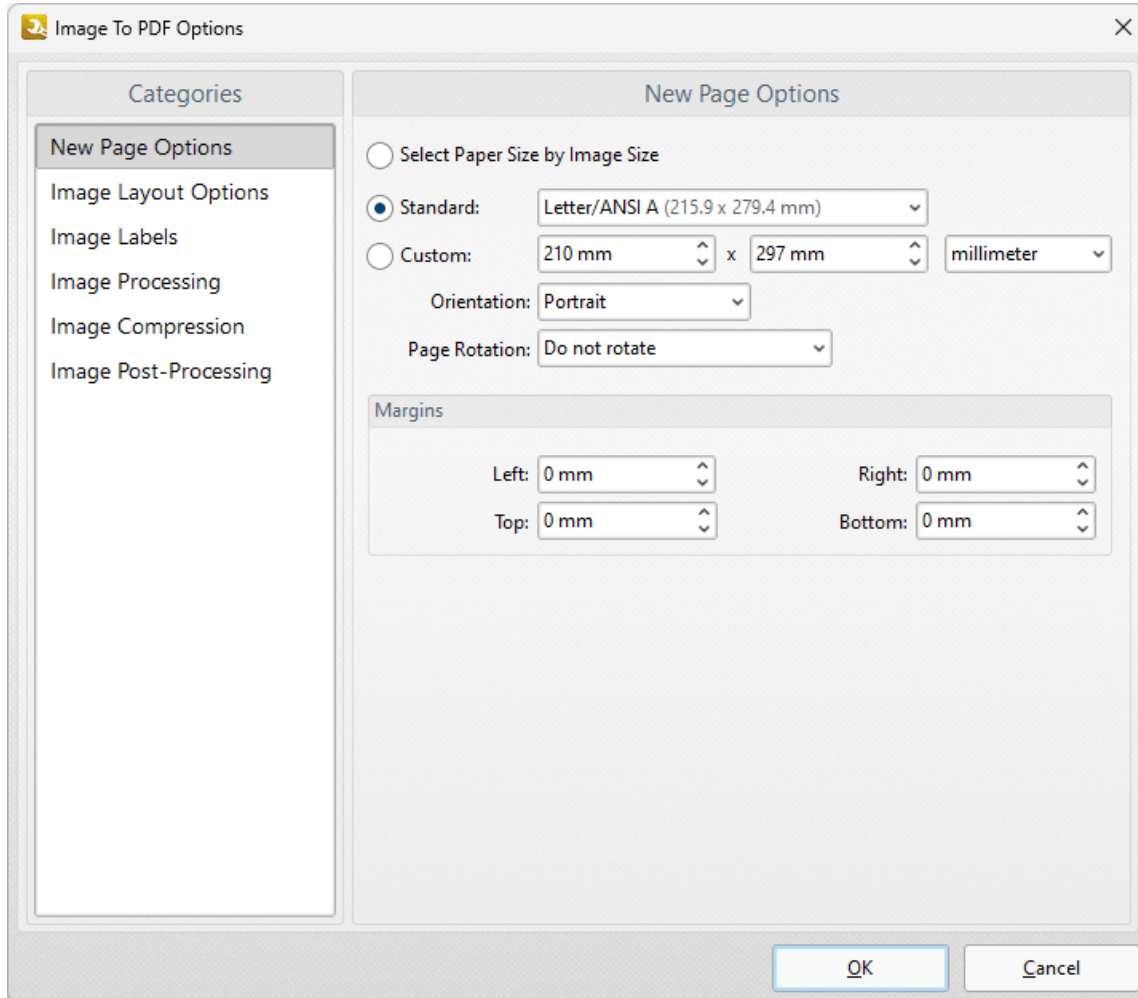 Image To PDF Options
Categories
New Page Options
Image Layout Options
Image Labels
Image Processing
Image Compression
Image Post-Processing
New Page Options
Select Paper Size by Image Size
Standard: Letter/ANSI A (215.9 x 279.4 mm)
Custom: 210 mm x 297 mm millimeter
Orientation: Portrait
Page Rotation: Do not rotate
Margins
Left: 0 mm Right: 0 mm
Top: 0 mm Bottom: 0 mm
OK Cancel